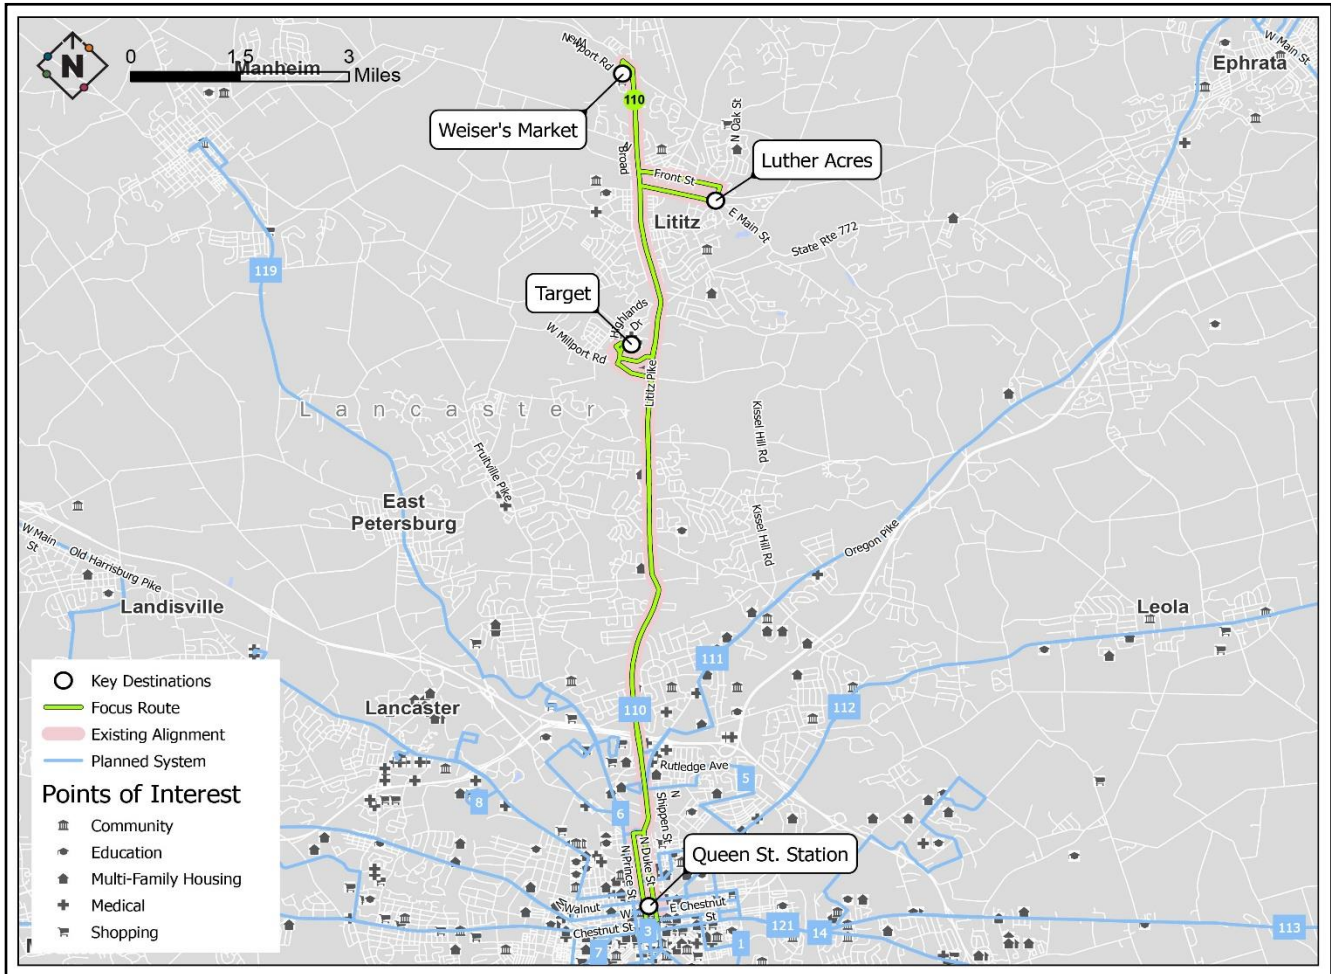 N
0
1.5
3
Miles
Manheim
Newport Rd
W Main St
Ephrata
110
Weiser's Market
N Oak St
N Broad
Front St
Luther Acres
Lititz
E Main St
State Rte 772
119
Target
Highlands Dr
W Millport Rd
Lititz Pike
Lancaster
Kissel Hill Rd
Fruitville Pike
East
Petersburg
Kissel Hill Rd
Oregon Pike
W Main St
Old Harrisburg Pike
Landisville
Leola
111
110
112
Lancaster
Rutledge Ave
5
8
6
N Shippen St
N Prince St
N Duke St
Queen St. Station
W Walnut
E Chestnut St
W Chestnut St
3
7
1
121
14
113
Key Destinations
Focus Route
Existing Alignment
Planned System
Points of Interest
Community
Education
Multi-Family Housing
Medical
Shopping